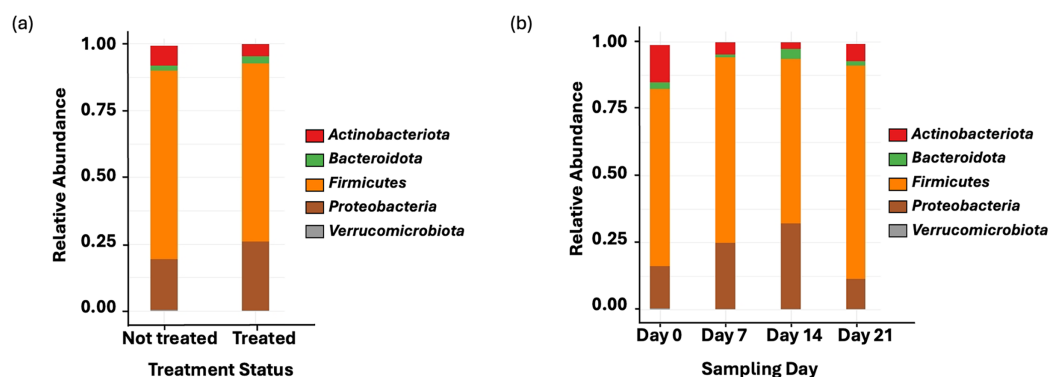 (a)
1.00
0.75
0.50
0.25
0.00
Relative Abundance
Not treated Treated
Treatment Status
Actinobacteriota
Bacteroidota
Firmicutes
Proteobacteria
Verrucomicrobiota
(b)
1.00
0.75
0.50
0.25
0.00
Relative Abundance
Day 0 Day 7 Day 14 Day 21
Sampling Day
Actinobacteriota
Bacteroidota
Firmicutes
Proteobacteria
Verrucomicrobiota